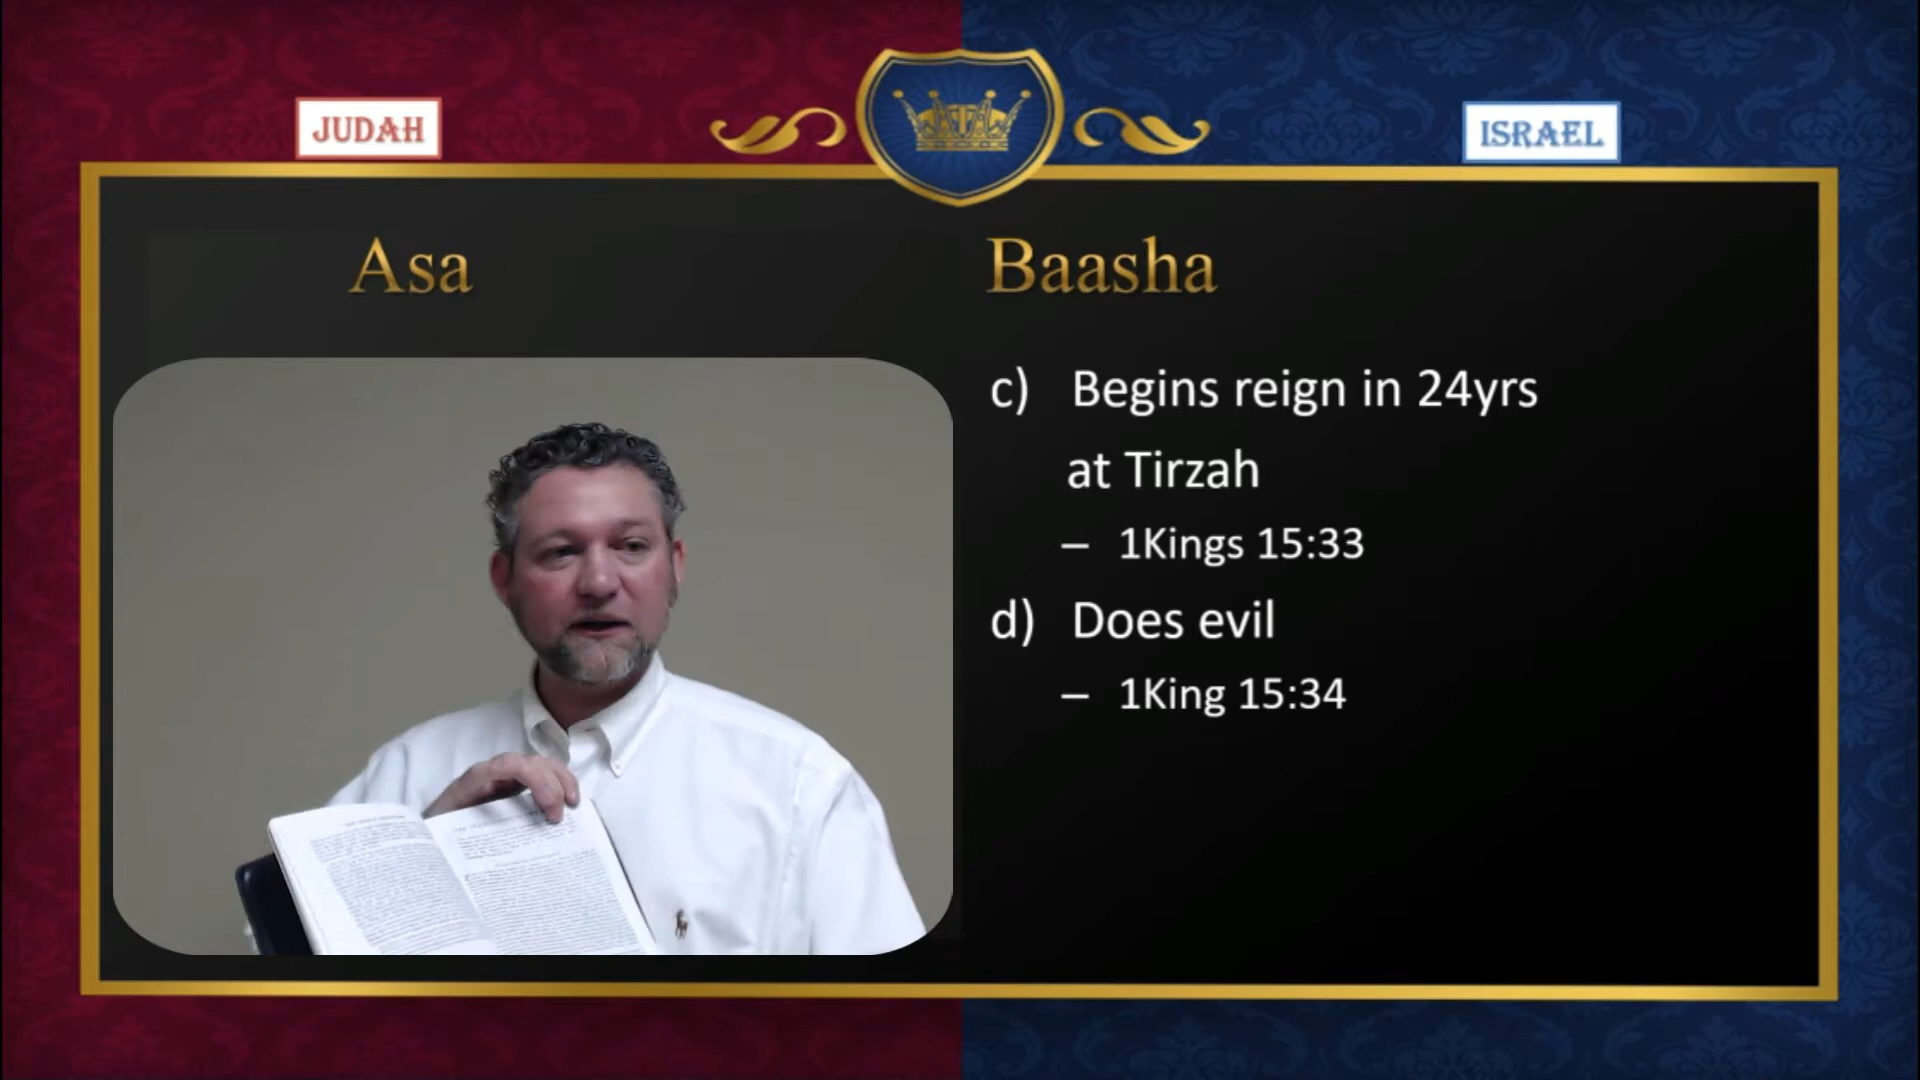 JUDAH
ISRAEL
Asa
Baasha
c) Begins reign in 24yrs
at Tirzah
– 1Kings 15:33
d) Does evil
– 1King 15:34